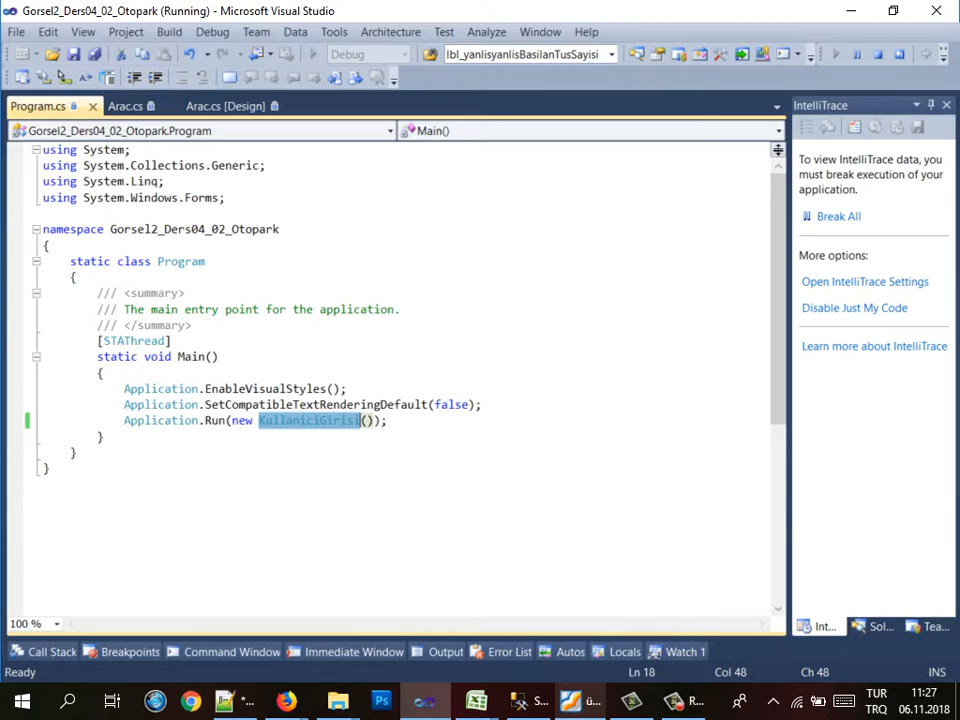 Gorsel2_Ders04_02_Otopark (Running) - Microsoft Visual Studio
File Edit View Project Build Debug Team Data Tools Architecture Test Analyze Window Help
Debug lbl_yanlisyanlisBasilanTusSayisi
Program.cs Arac.cs Arac.cs [Design] IntelliTrace
Gorsel2_Ders04_02_Otopark.Program Main()
using System;
using System.Collections.Generic;
using System.Linq;
using System.Windows.Forms;
namespace Gorsel2_Ders04_02_Otopark
{
static class Program
{
/// <summary>
/// The main entry point for the application.
/// </summary>
[STAThread]
static void Main()
{
Application.EnableVisualStyles();
Application.SetCompatibleTextRenderingDefault(false);
Application.Run(new KullaniciGirisi());
}
}
}
To view IntelliTrace data, you
must break execution of your
application.
Break All
More options:
Open IntelliTrace Settings
Disable Just My Code
Learn more about IntelliTrace
100 %
Int... Sol... Tea...
Call Stack Breakpoints Command Window Immediate Window Output Error List Autos Locals Watch 1
Ready Ln 18 Col 48 Ch 48 INS
"... Ps S... ü... R... TUR 11:27
TRQ 06.11.2018